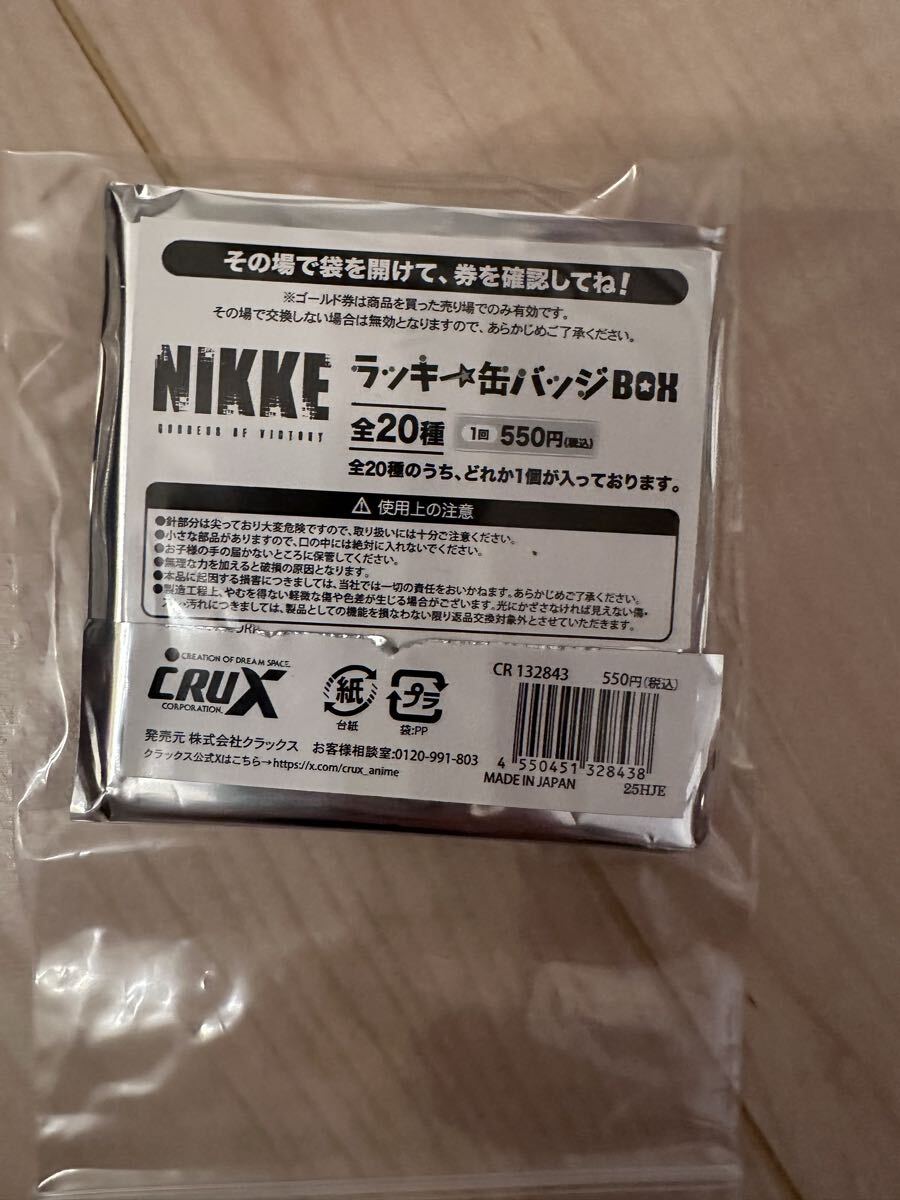 その場で袋を開けて、券を確認してね!
※ゴールド券は商品を買った売り場でのみ有効です。
その場で交換しない場合は無効となりますので、あらかじめご了承ください。
NIKKE
GODDESS OF VICTORY
ラッキー☆缶バッジBOX
全20種 1回 550円(税込)
全20種のうち、どれか1個が入っております。
⚠ 使用上の注意
●針部分は尖っており大変危険ですので、取り扱いには十分ご注意ください。
●小さな部品がありますので、口の中には絶対に入れないでください。
●お子様の手の届かないところに保管してください。
●無理な力を加えると破損の原因となります。
●本品に起因する損害につきましては、当社では一切の責任をおいかねます。あらかじめご了承ください。
●製造工程上、やむを得ない軽微な傷や色差が生じる場合がございます。光にかざさなければ見えない傷・
汚れにつきましては、製品としての機能を損なわない限り返品交換対象外とさせていただきます。
CREATION OF DREAM SPACE.
CRUX
CORPORATION.
紙
台紙
プラ
袋:PP
CR 132843 550円(税込)
4 550451 328438
MADE IN JAPAN 25HJE
発売元 株式会社クラックス お客様相談室:0120-991-803
クラックス公式Xはこちら→https://x.com/crux_anime